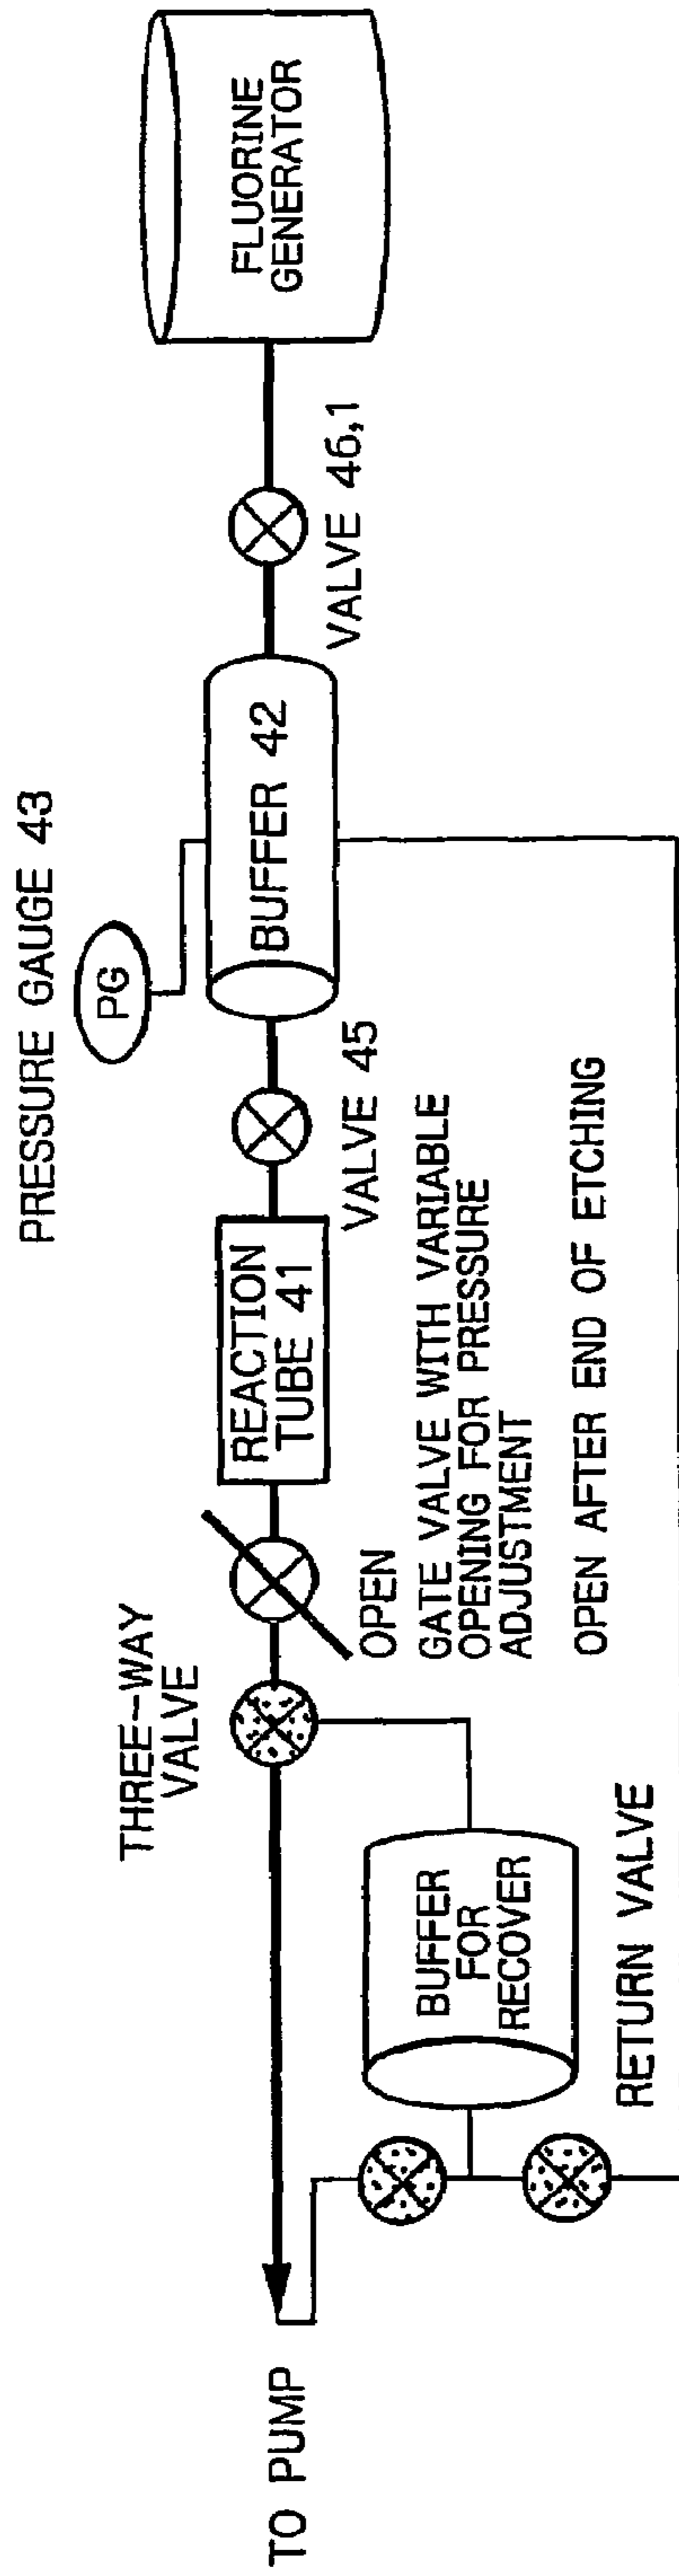 PRESSURE GAUGE 43
PG
THREE-WAY
VALVE
FLUORINE
GENERATOR
TO PUMP
REACTION
TUBE 41
BUFFER 42
VALVE 46,1
VALVE 45
OPEN
GATE VALVE WITH VARIABLE
OPENING FOR PRESSURE
ADJUSTMENT
BUFFER
FOR
RECOVER
OPEN AFTER END OF ETCHING
RETURN VALVE